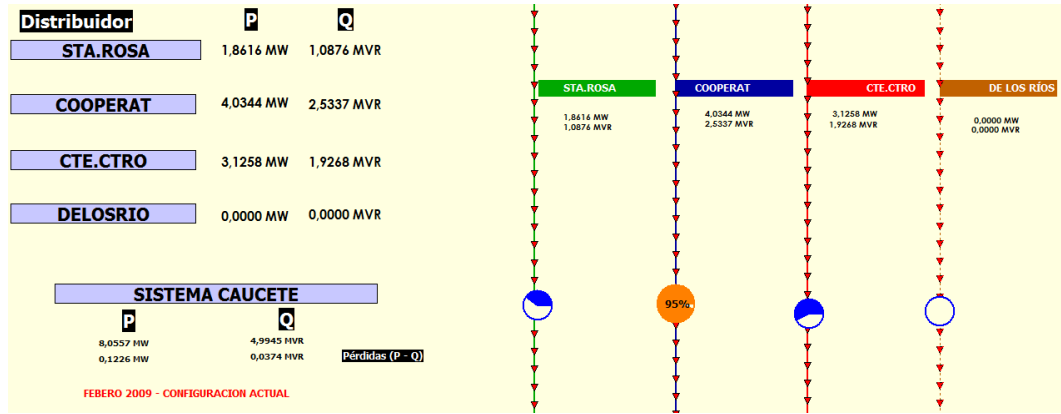 Distribuidor P Q
STA.ROSA 1,8616 MW 1,0876 MVR
COOPERAT 4,0344 MW 2,5337 MVR
CTE.CTRO 3,1258 MW 1,9268 MVR
DELOSRIO 0,0000 MW 0,0000 MVR
SISTEMA CAUCETE
P Q
8,0557 MW 4,9945 MVR
0,1226 MW 0,0374 MVR Pérdidas (P - Q)
FEBERO 2009 - CONFIGURACION ACTUAL
STA.ROSA
1,8616 MW
1,0876 MVR
COOPERAT
4,0344 MW
2,5337 MVR
CTE.CTRO
3,1258 MW
1,9268 MVR
DE LOS RÍOS
0,0000 MW
0,0000 MVR
95%